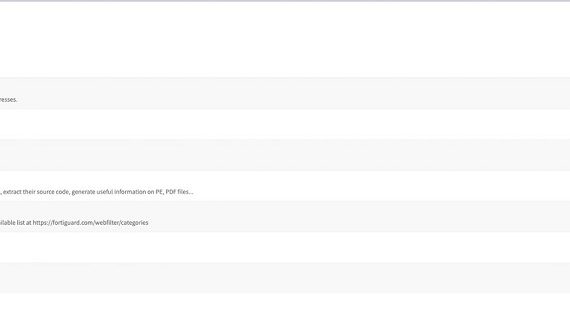 resses.
, extract their source code, generate useful information on PE, PDF files...
ilable list at https://fortiguard.com/webfilter/categories